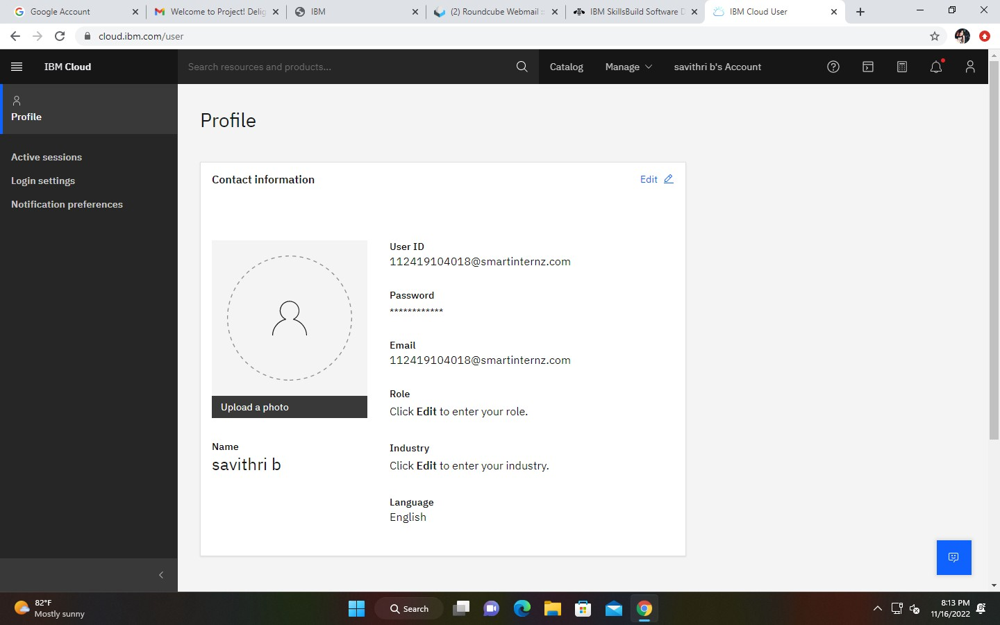 Google Account
Welcome to Project! Delig
IBM
(2) Roundcube Webmail ::
IBM SkillsBuild Software D
IBM Cloud User
cloud.ibm.com/user
IBM Cloud
Search resources and products...
Catalog
Manage
savithri b's Account
Profile
Active sessions
Login settings
Notification preferences
Profile
Contact information
Edit
Upload a photo
Name
savithri b
User ID
112419104018@smartinternz.com
Password
************
Email
112419104018@smartinternz.com
Role
Click Edit to enter your role.
Industry
Click Edit to enter your industry.
Language
English
82°F
Mostly sunny
Search
8:13 PM
11/16/2022